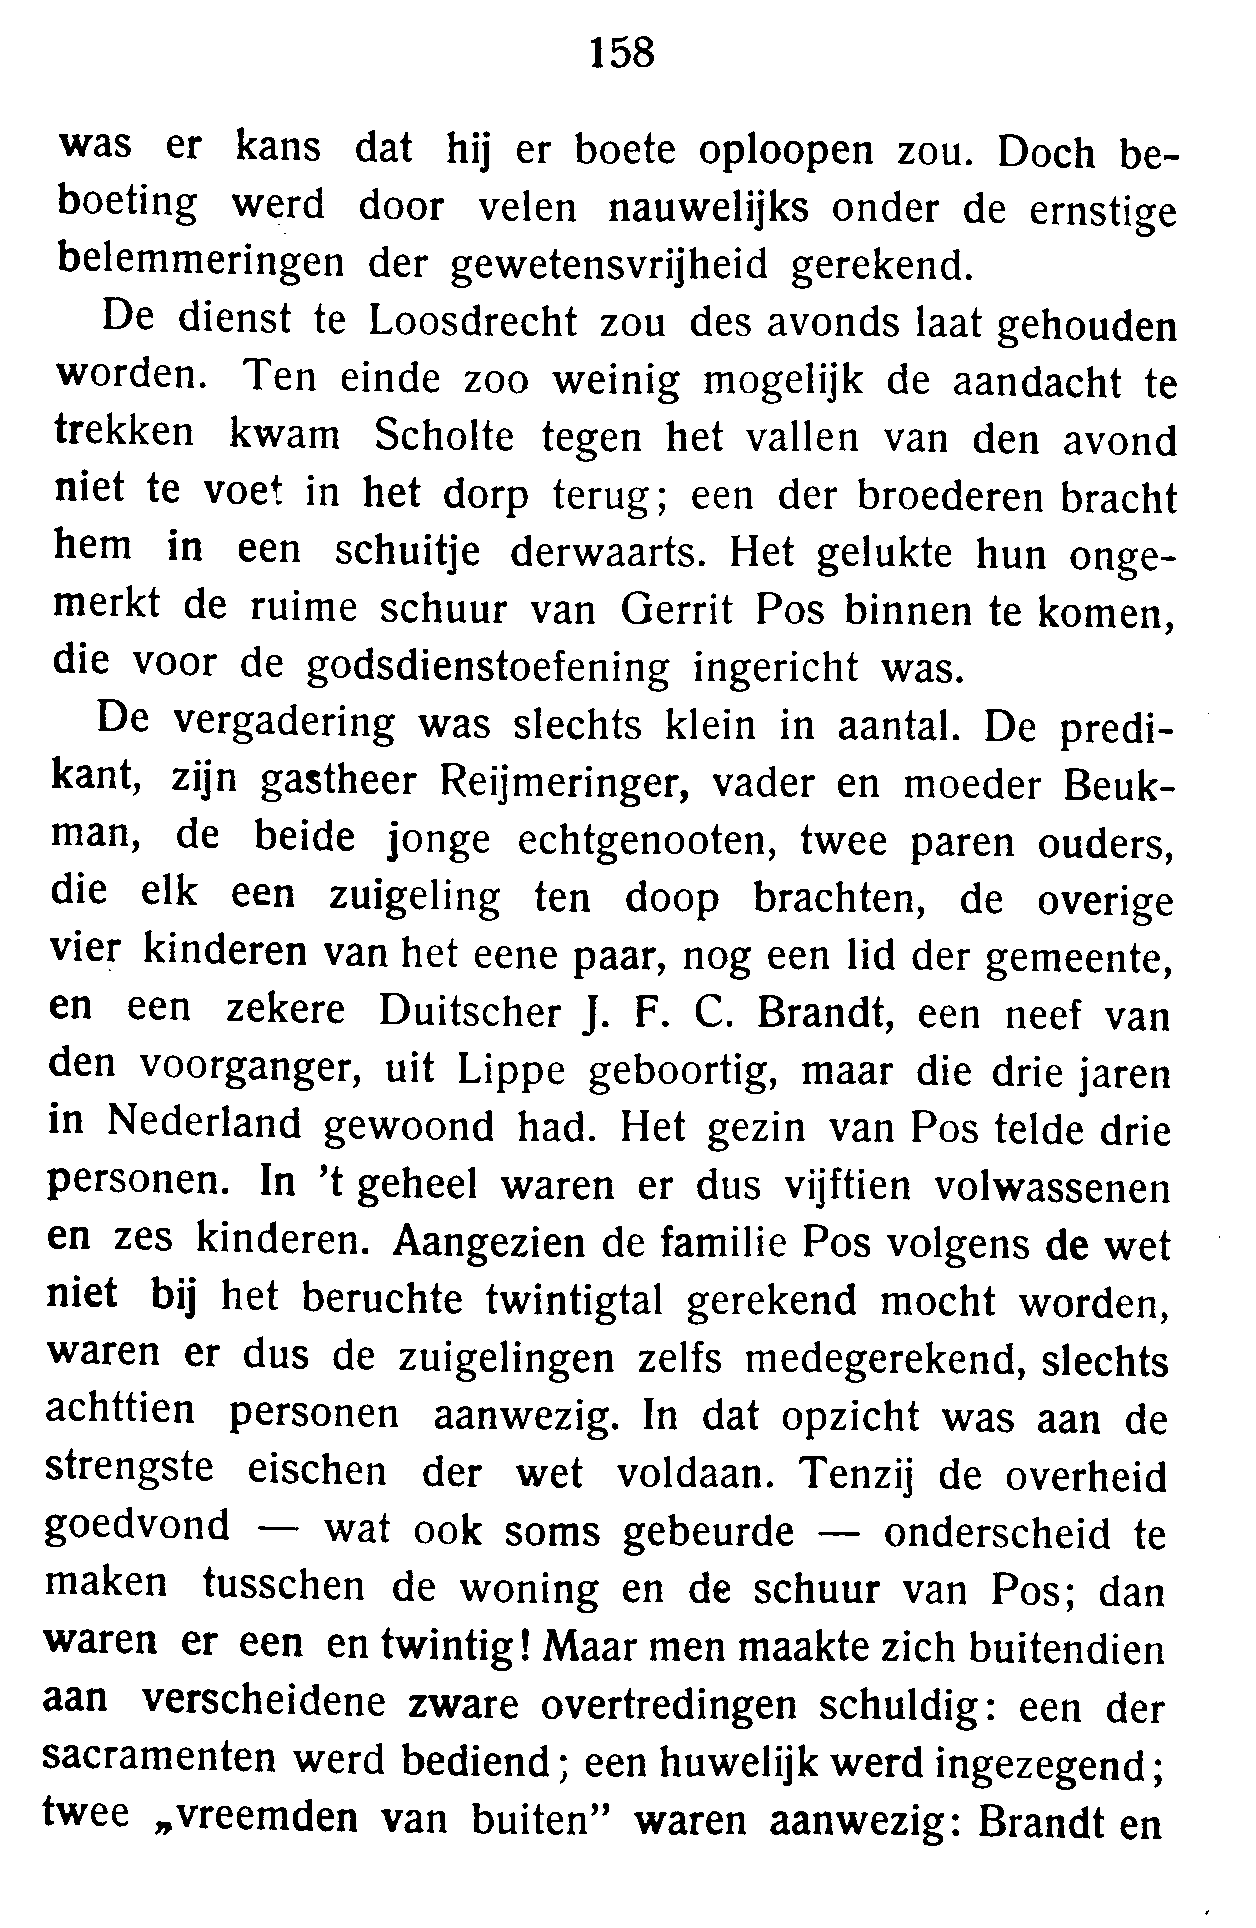 158
was er kans dat hij er boete oploopen zou. Doch be-
boeting werd door velen nauwelijks onder de ernstige
belemmeringen der gewetensvrijheid gerekend.
De dienst te Loosdrecht zou des avonds laat gehouden
worden. Ten einde zoo weinig mogelijk de aandacht te
trekken kwam Scholte tegen het vallen van den avond
niet te voet in het dorp terug; een der broederen bracht
hem in een schuitje derwaarts. Het gelukte hun onge-
merkt de ruime schuur van Gerrit Pos binnen te komen,
die voor de godsdienstoefening ingericht was.
De vergadering was slechts klein in aantal. De predi-
kant, zijn gastheer Reijmeringer, vader en moeder Beuk-
man, de beide jonge echtgenooten, twee paren ouders,
die elk een zuigeling ten doop brachten, de overige
vier kinderen van het eene paar, nog een lid der gemeente,
en een zekere Duitscher J. F. C. Brandt, een neef van
den voorganger, uit Lippe geboortig, maar die drie jaren
in Nederland gewoond had. Het gezin van Pos telde drie
personen. In 't geheel waren er dus vijftien volwassenen
en zes kinderen. Aangezien de familie Pos volgens de wet
niet bij het beruchte twintigtal gerekend mocht worden,
waren er dus de zuigelingen zelfs medegerekend, slechts
achttien personen aanwezig. In dat opzicht was aan de
strengste eischen der wet voldaan. Tenzij de overheid
goedvond — wat ook soms gebeurde — onderscheid te
maken tusschen de woning en de schuur van Pos; dan
waren er een en twintig! Maar men maakte zich buitendien
aan verscheidene zware overtredingen schuldig: een der
sacramenten werd bediend; een huwelijk werd ingezegend;
twee „vreemden van buiten” waren aanwezig: Brandt en